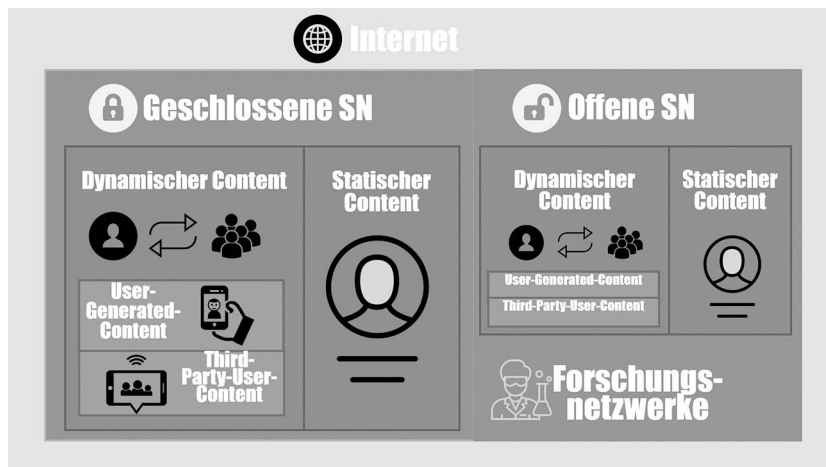 Internet
Geschlossene SN
Dynamischer Content
Statischer
Content
User-
Generated-
Content
Third-
Party-User-
Content
Offene SN
Dynamischer
Content
Statischer
Content
User-Generated-Content
Third-Party-User-Content
Forschungs-
netzwerke